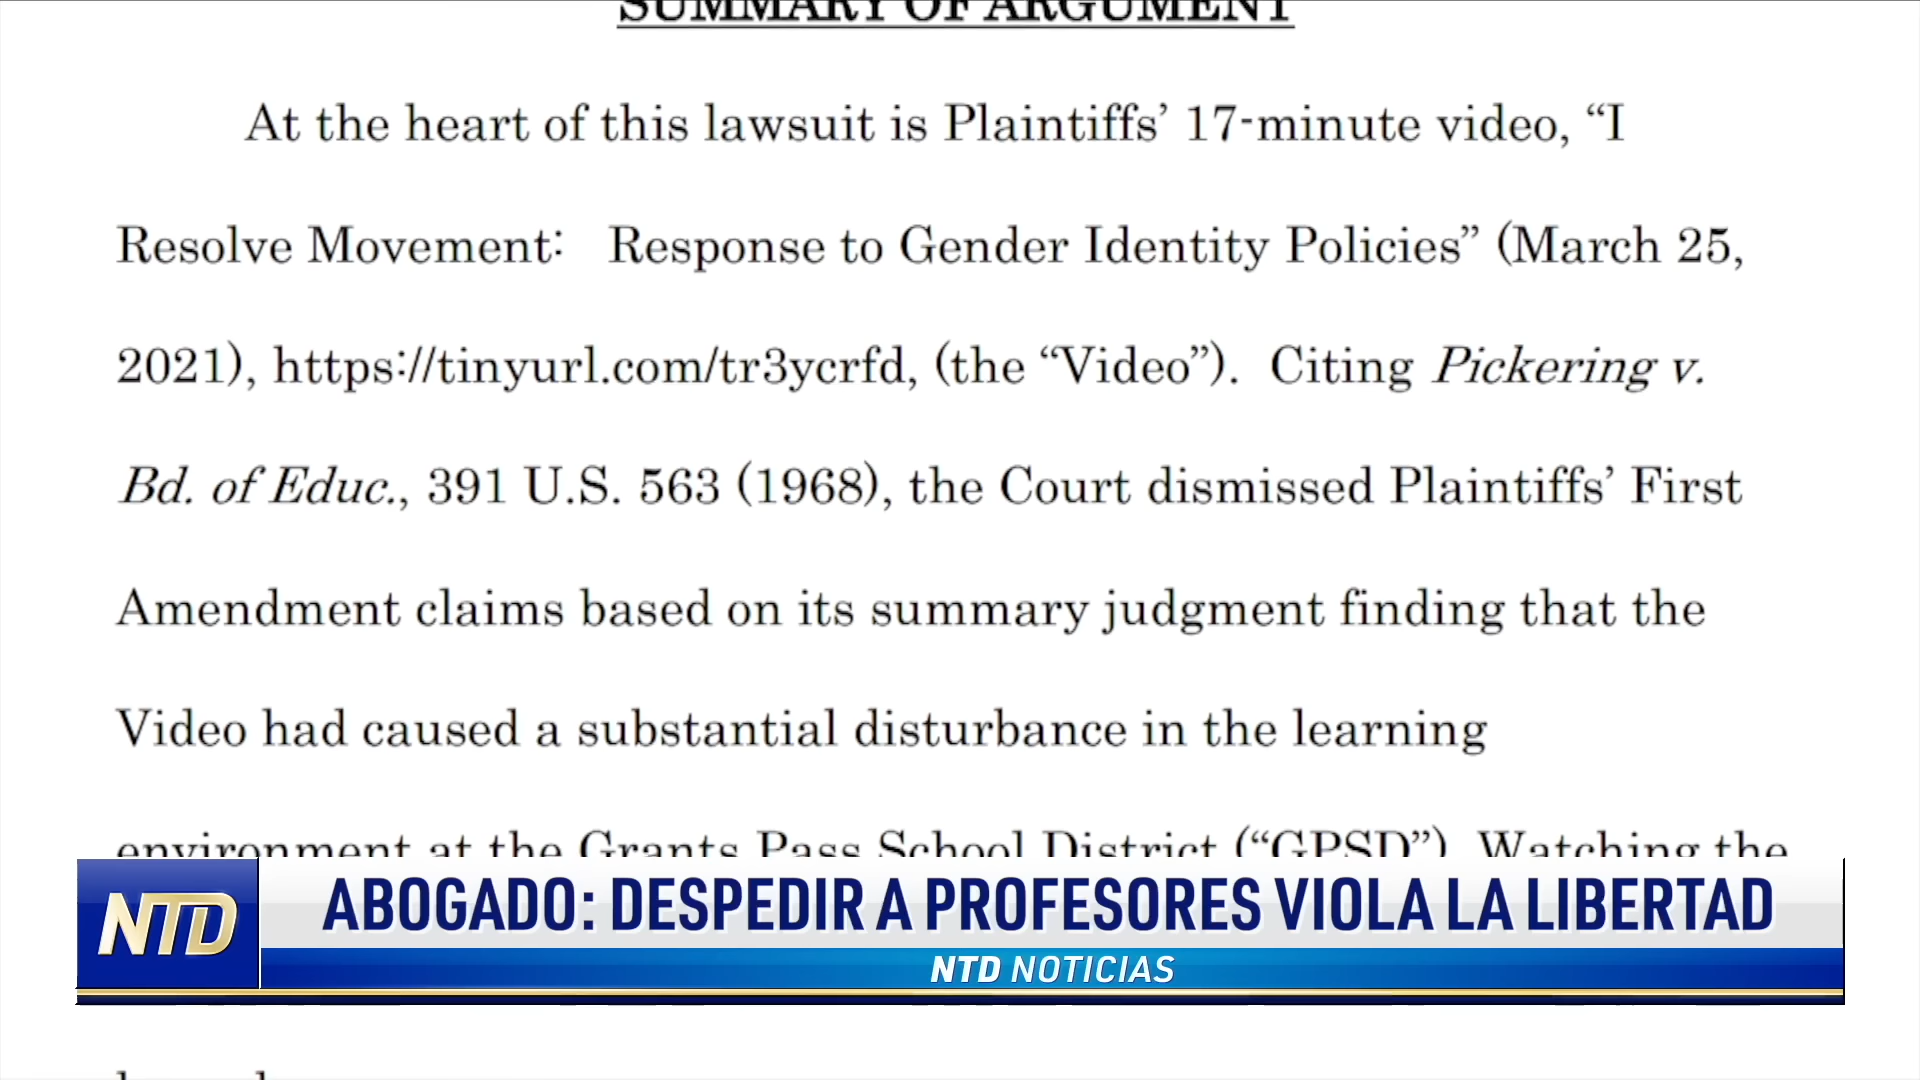 SUMMARY OF ARGUMENT
At the heart of this lawsuit is Plaintiffs’ 17-minute video, “I
Resolve Movement: Response to Gender Identity Policies” (March 25,
2021), https://tinyurl.com/tr3ycrfd, (the “Video”). Citing Pickering v.
Bd. of Educ., 391 U.S. 563 (1968), the Court dismissed Plaintiffs’ First
Amendment claims based on its summary judgment finding that the
Video had caused a substantial disturbance in the learning
environment at the Grants Pass School District (“GPSD”). Watching the
NTD
ABOGADO: DESPEDIR A PROFESORES VIOLA LA LIBERTAD
NTD NOTICIAS